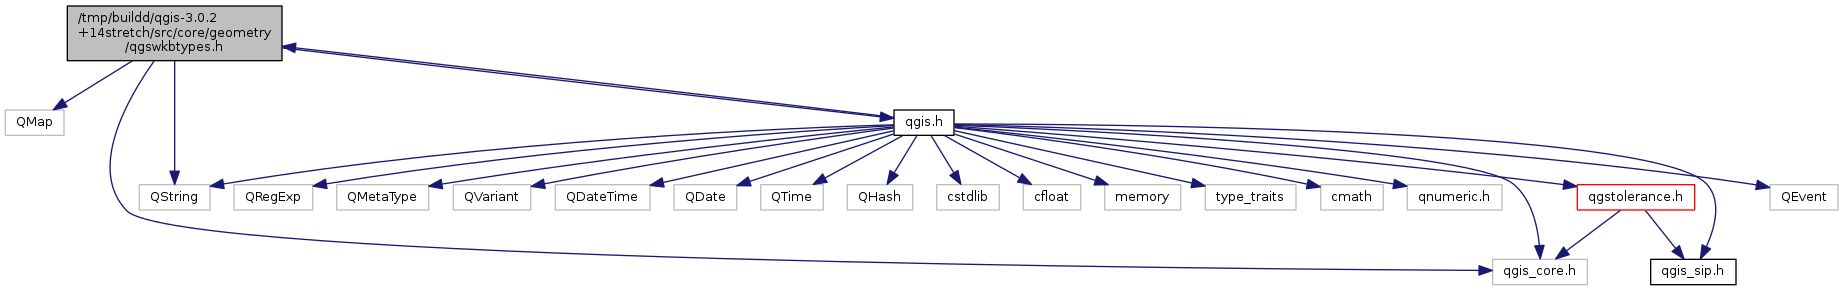 /tmp/buildd/qgis-3.0.2
+14stretch/src/core/geometry
/qgswkbtypes.h
QMap
qgis.h
QString
QRegExp
QMetaType
QVariant
QDateTime
QDate
QTime
QHash
cstdlib
cfloat
memory
type_traits
cmath
qnumeric.h
qgstolerance.h
QEvent
qgis_core.h
qgis_sip.h